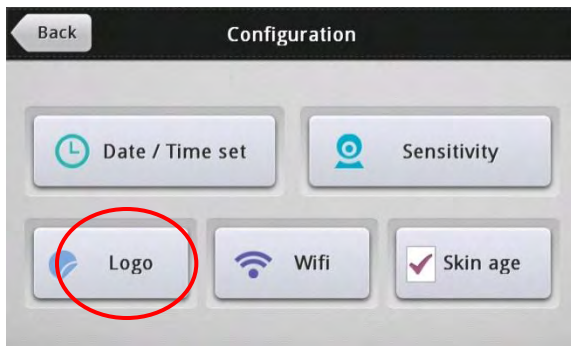 Back
Configuration
Date / Time set
Sensitivity
Logo
Wifi
Skin age